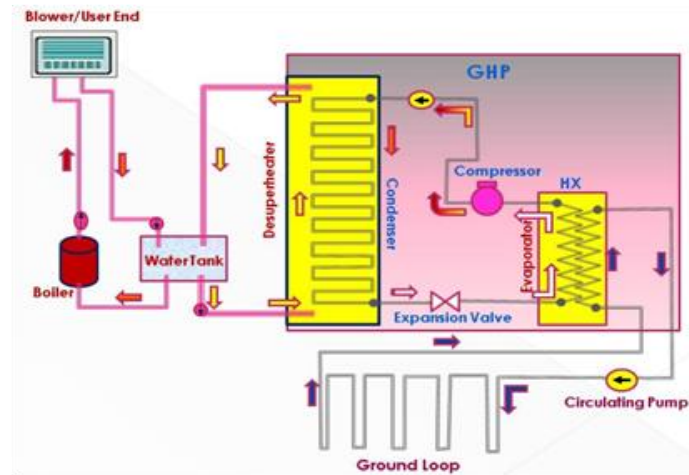 Blower/User End
GHP
Desuperheater
Condenser
Compressor
HX
Evaporator
WaterTank
Boiler
Expansion Valve
Circulating Pump
Ground Loop